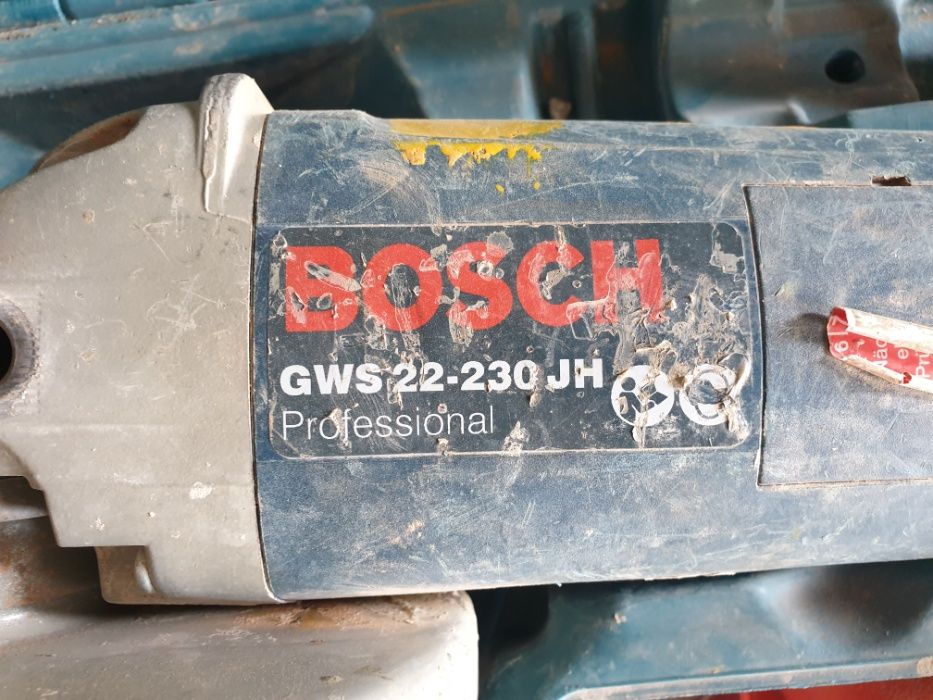 BOSCH
GWS 22-230 JH
Professional